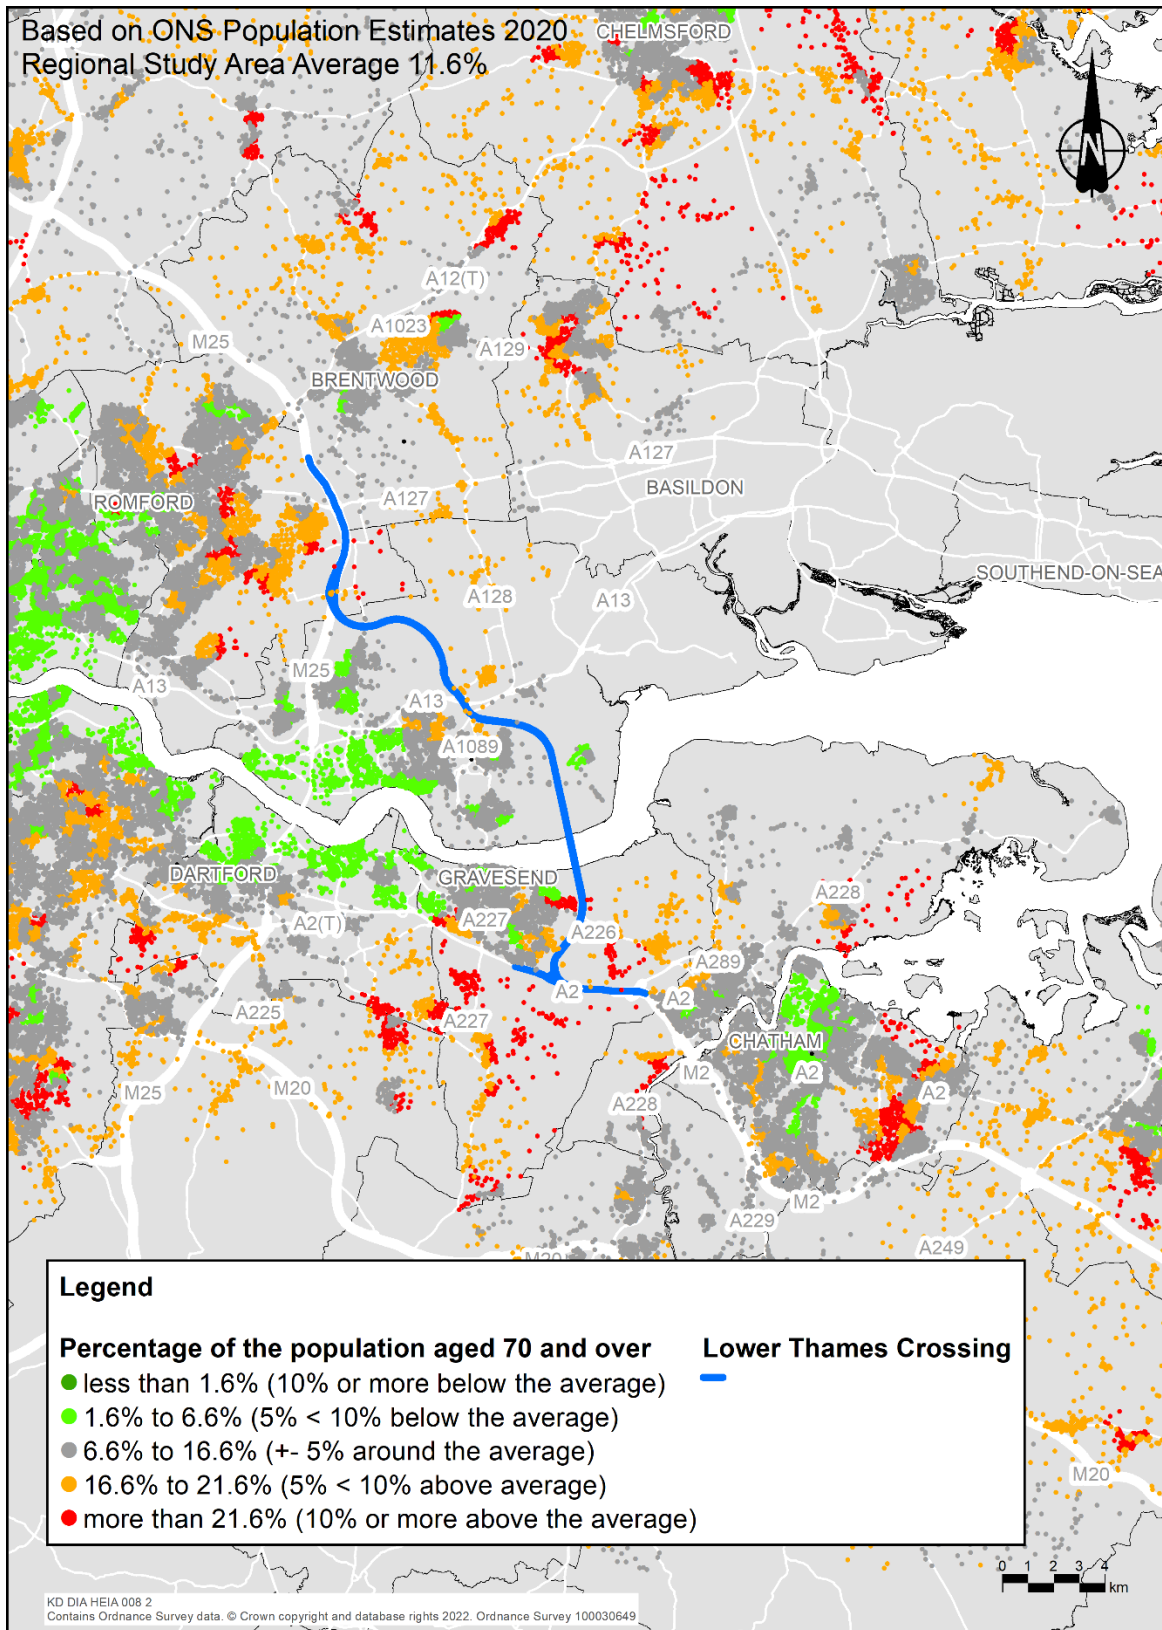 Based on ONS Population Estimates 2020
Regional Study Area Average 11.6%
CHELMSFORD
N
A12(T)
M25
A1023
A129
BRENTWOOD
A127
BASILDON
ROMFORD
A127
SOUTHEND-ON-SEA
A128
A13
M25
A13
A13
A1089
DARTFORD
GRAVESEND
A228
A227
A2(T)
A226
A289
A2
A2
A225
A227
CHATHAM
M2
A2
A2
M25
M20
A228
M2
A229
A249
M20
Legend
Percentage of the population aged 70 and over
Lower Thames Crossing
less than 1.6% (10% or more below the average)
1.6% to 6.6% (5% < 10% below the average)
6.6% to 16.6% (+- 5% around the average)
16.6% to 21.6% (5% < 10% above average)
more than 21.6% (10% or more above the average)
M20
0 1 2 3 4
km
KD DIA HEIA 008 2
Contains Ordnance Survey data. © Crown copyright and database rights 2022. Ordnance Survey 100030649